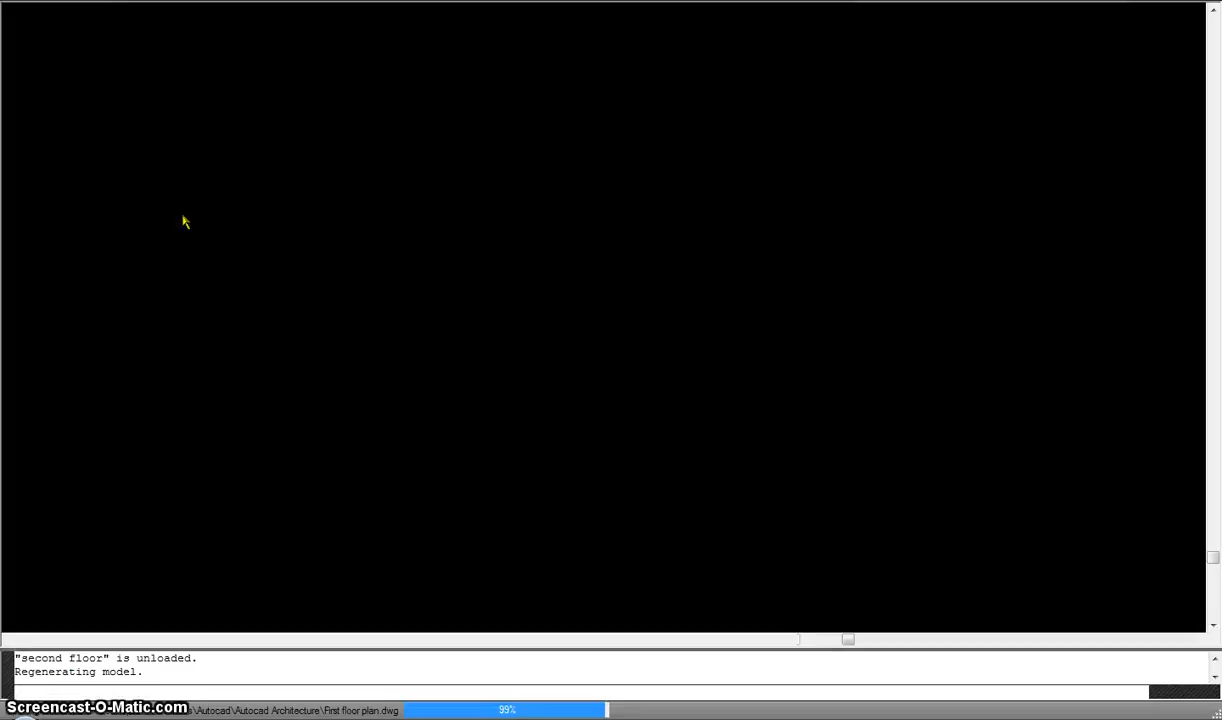 "second floor" is unloaded.
Regenerating model.
Screencast-O-Matic.com
s\Autocad\Autocad Architecture\First floor plan.dwg 99%